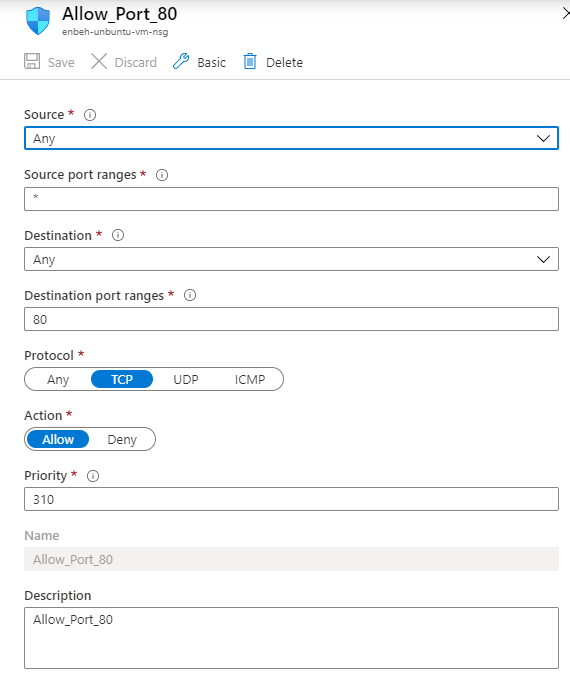 Allow_Port_80
enbeh-unbuntu-vm-nsg
Save Discard Basic Delete
Source *
Any
Source port ranges *
*
Destination *
Any
Destination port ranges *
80
Protocol *
Any TCP UDP ICMP
Action *
Allow Deny
Priority *
310
Name
Allow_Port_80
Description
Allow_Port_80